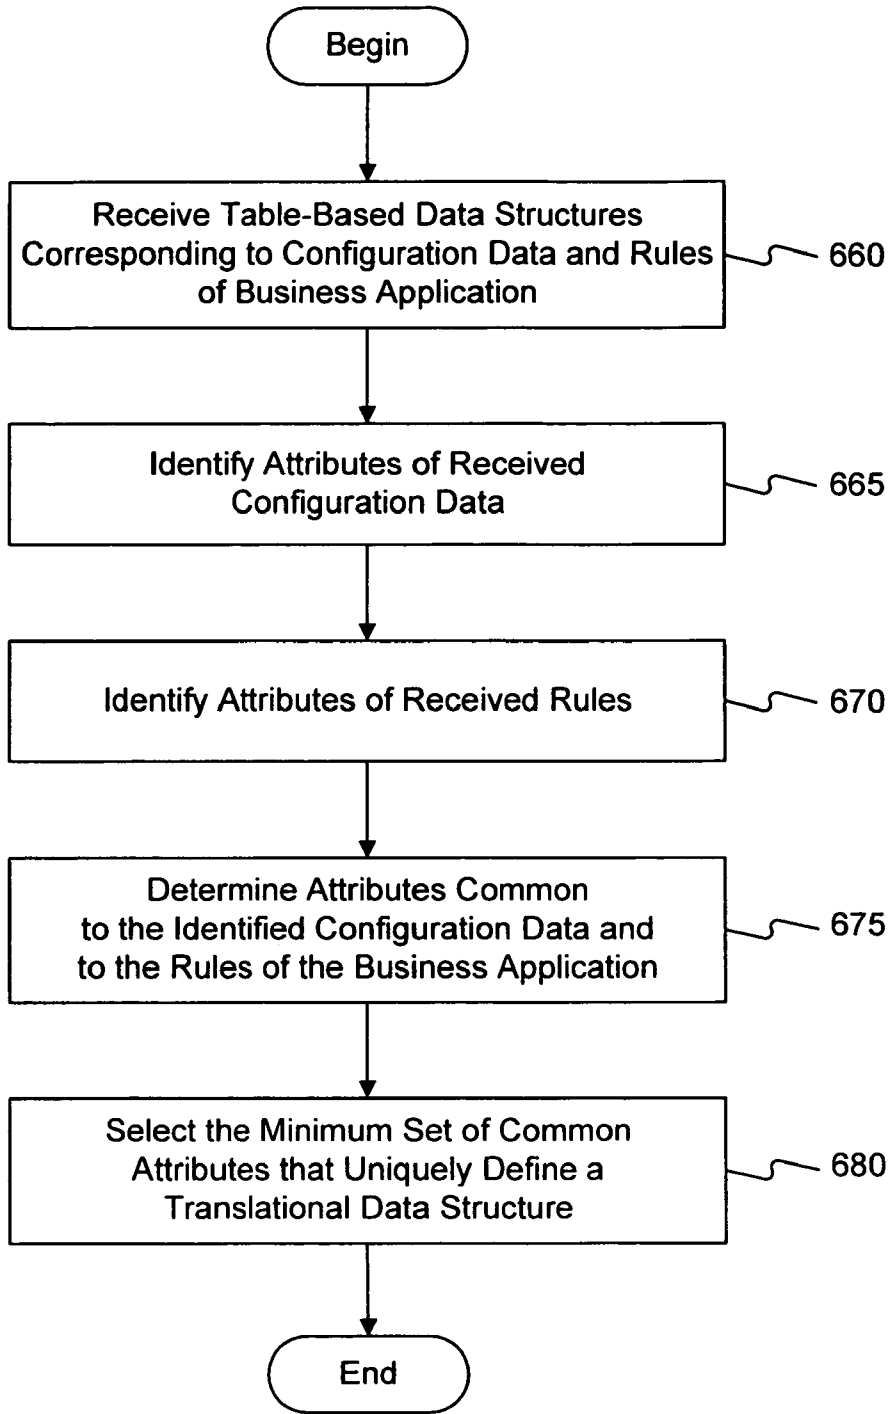 Begin
Receive Table-Based Data Structures
Corresponding to Configuration Data and Rules
of Business Application
660
Identify Attributes of Received
Configuration Data
665
Identify Attributes of Received Rules
670
Determine Attributes Common
to the Identified Configuration Data and
to the Rules of the Business Application
675
Select the Minimum Set of Common
Attributes that Uniquely Define a
Translational Data Structure
680
End